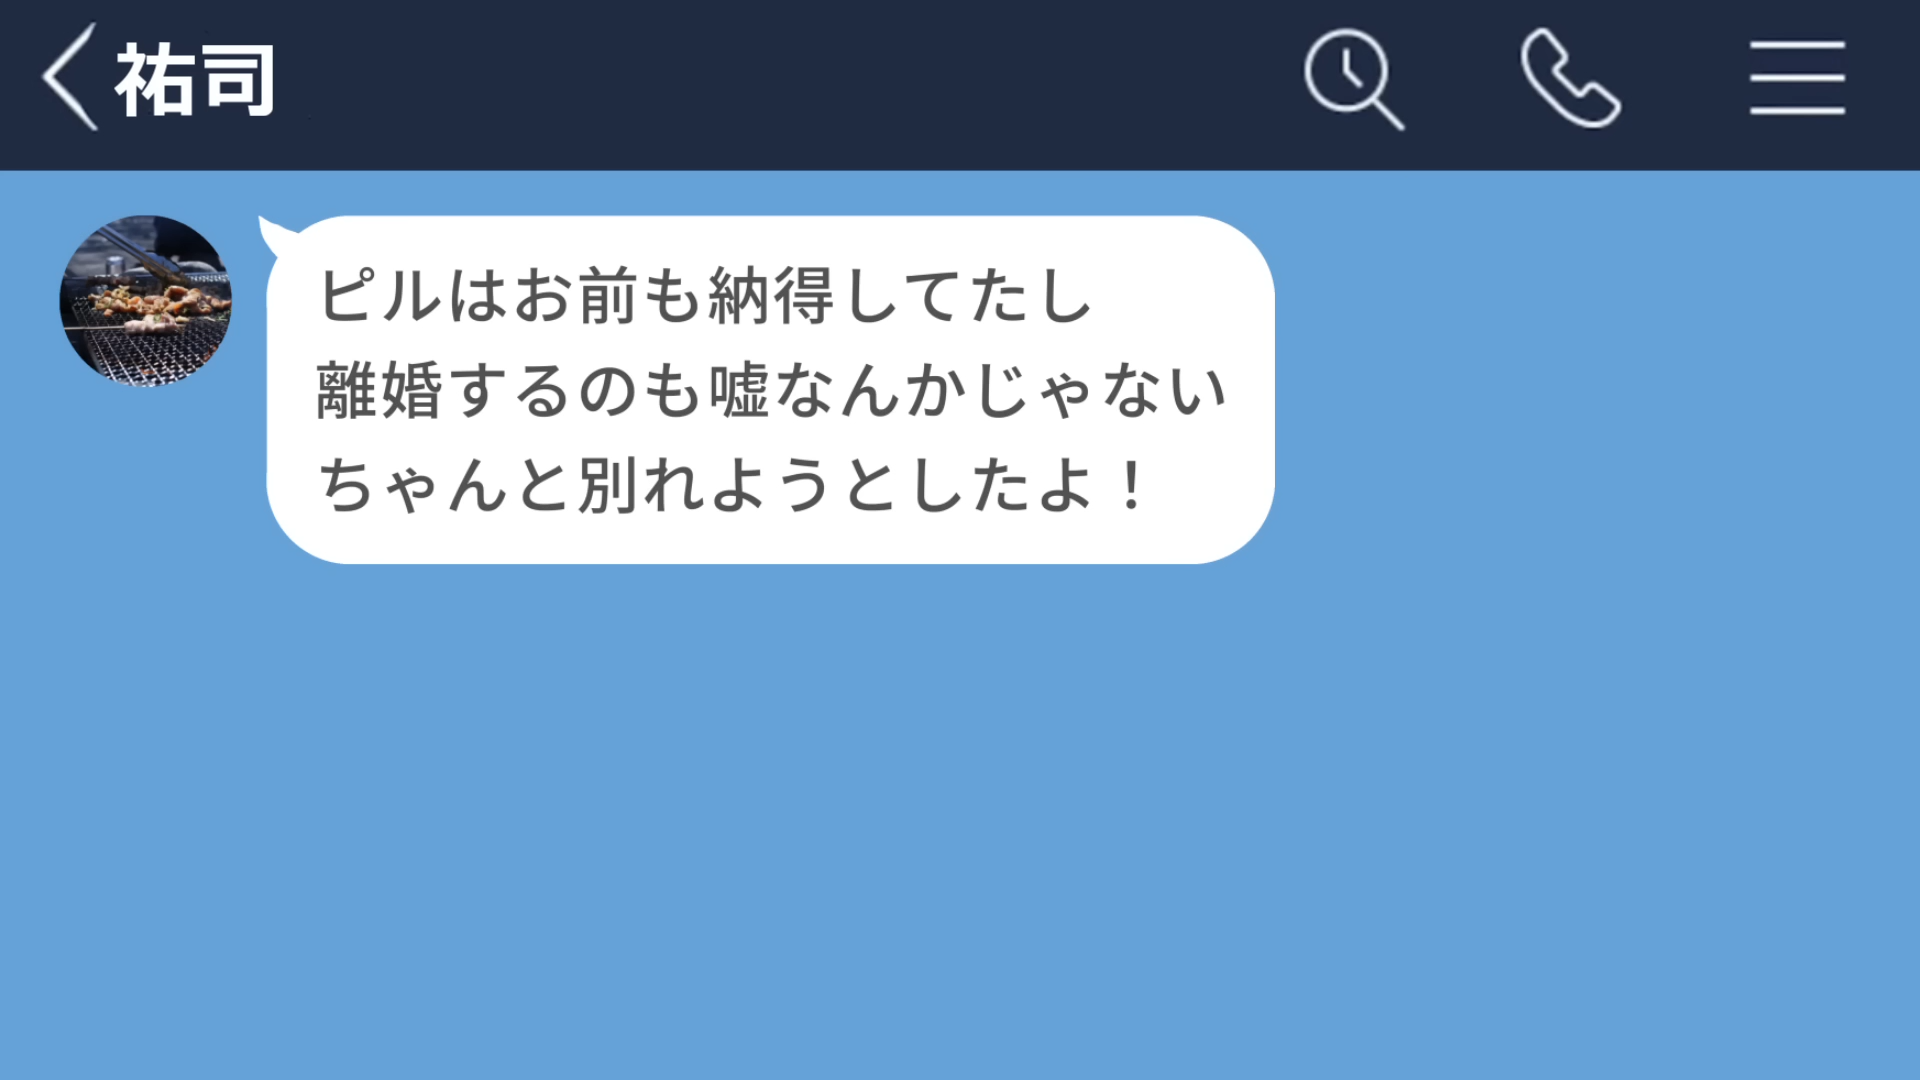 祐司
ピルはお前も納得してたし
離婚するのも嘘なんかじゃない
ちゃんと別れようとしたよ！